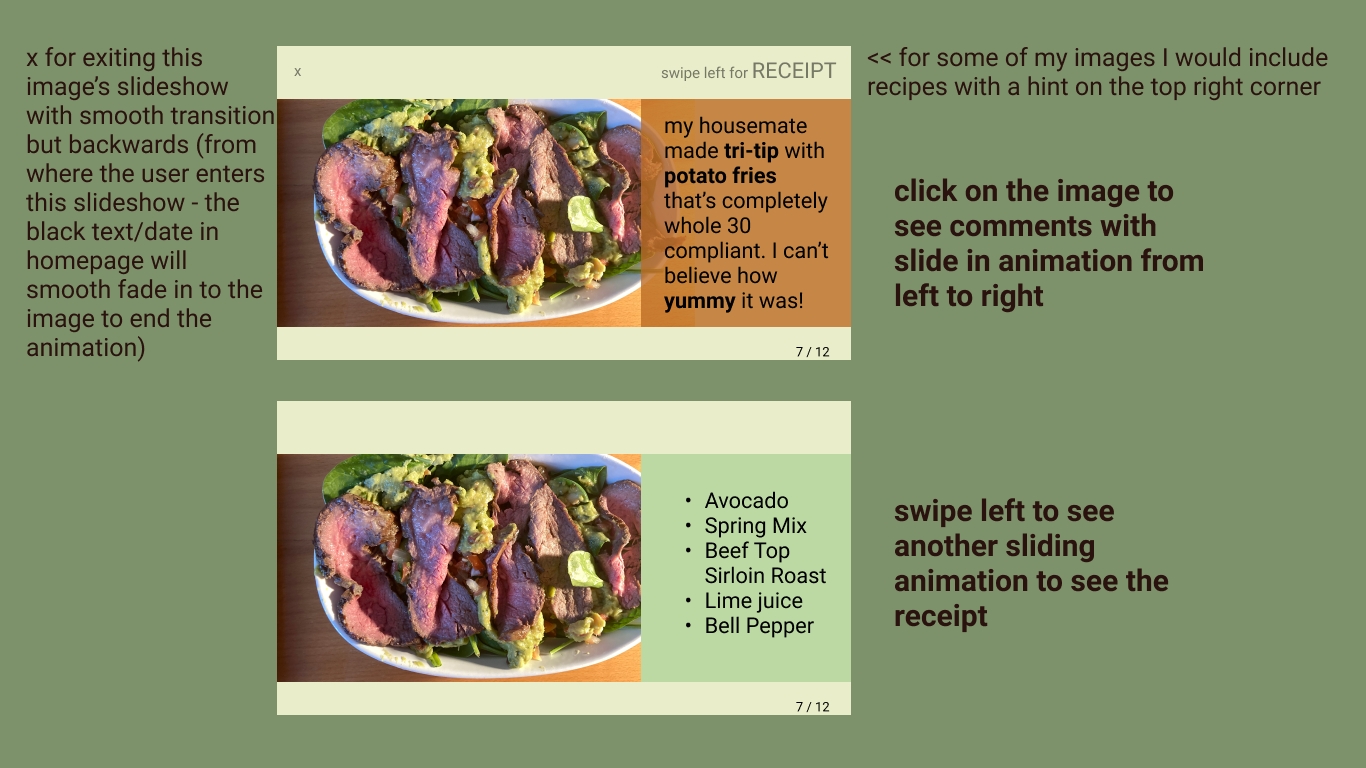 x for exiting this
image’s slideshow
with smooth transition
but backwards (from
where the user enters
this slideshow - the
black text/date in
homepage will
smooth fade in to the
image to end the
animation)
x
swipe left for RECEIPT
my housemate
made tri-tip with
potato fries
that’s completely
whole 30
compliant. I can’t
believe how
yummy it was!
7 / 12
<< for some of my images I would include
recipes with a hint on the top right corner
click on the image to
see comments with
slide in animation from
left to right
• Avocado
• Spring Mix
• Beef Top
Sirloin Roast
• Lime juice
• Bell Pepper
7 / 12
swipe left to see
another sliding
animation to see the
receipt